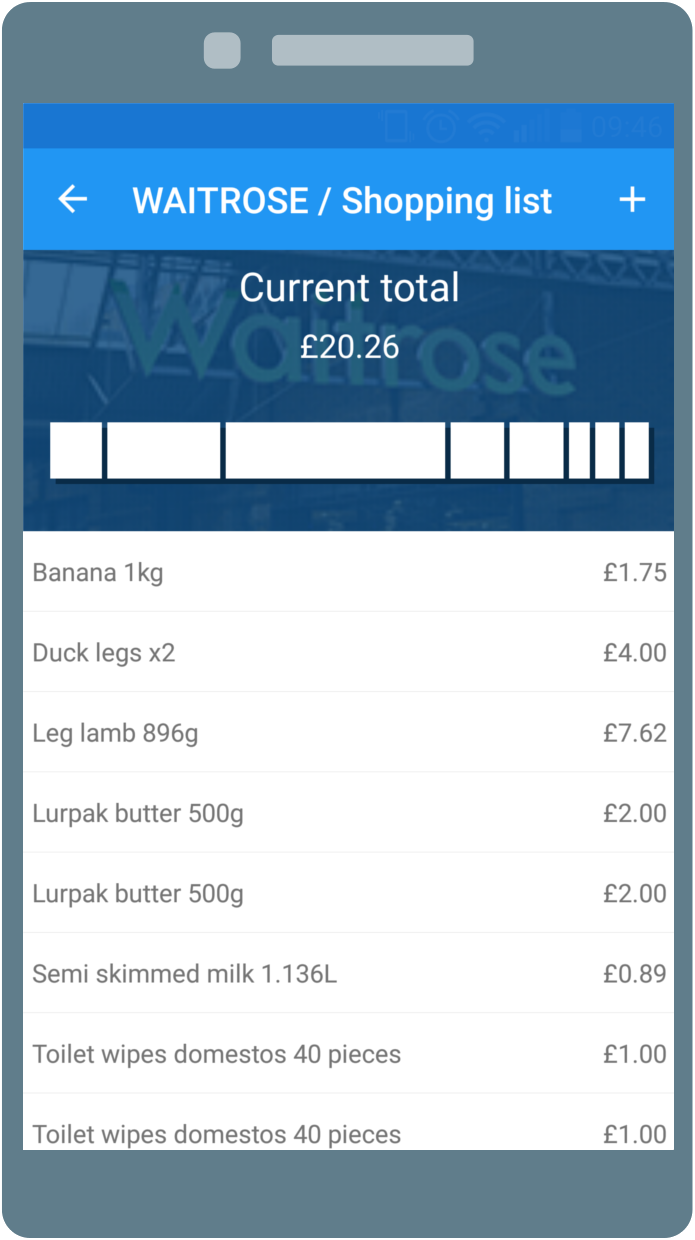 09:46
WAITROSE / Shopping list
Current total
£20.26
Waitrose
Banana 1kg £1.75
Duck legs x2 £4.00
Leg lamb 896g £7.62
Lurpak butter 500g £2.00
Lurpak butter 500g £2.00
Semi skimmed milk 1.136L £0.89
Toilet wipes domestos 40 pieces £1.00
Toilet wipes domestos 40 pieces £1.00